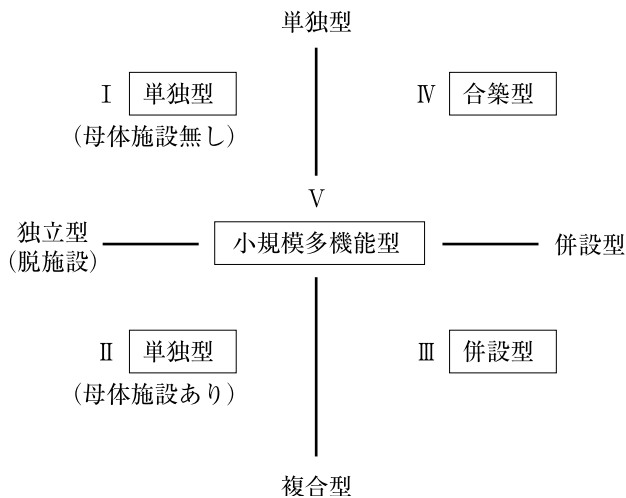 単独型
Ⅰ 単独型
(母体施設無し)
Ⅳ 合築型
Ⅴ
小規模多機能型
独立型
(脱施設)
併設型
Ⅱ 単独型
(母体施設あり)
Ⅲ 併設型
複合型